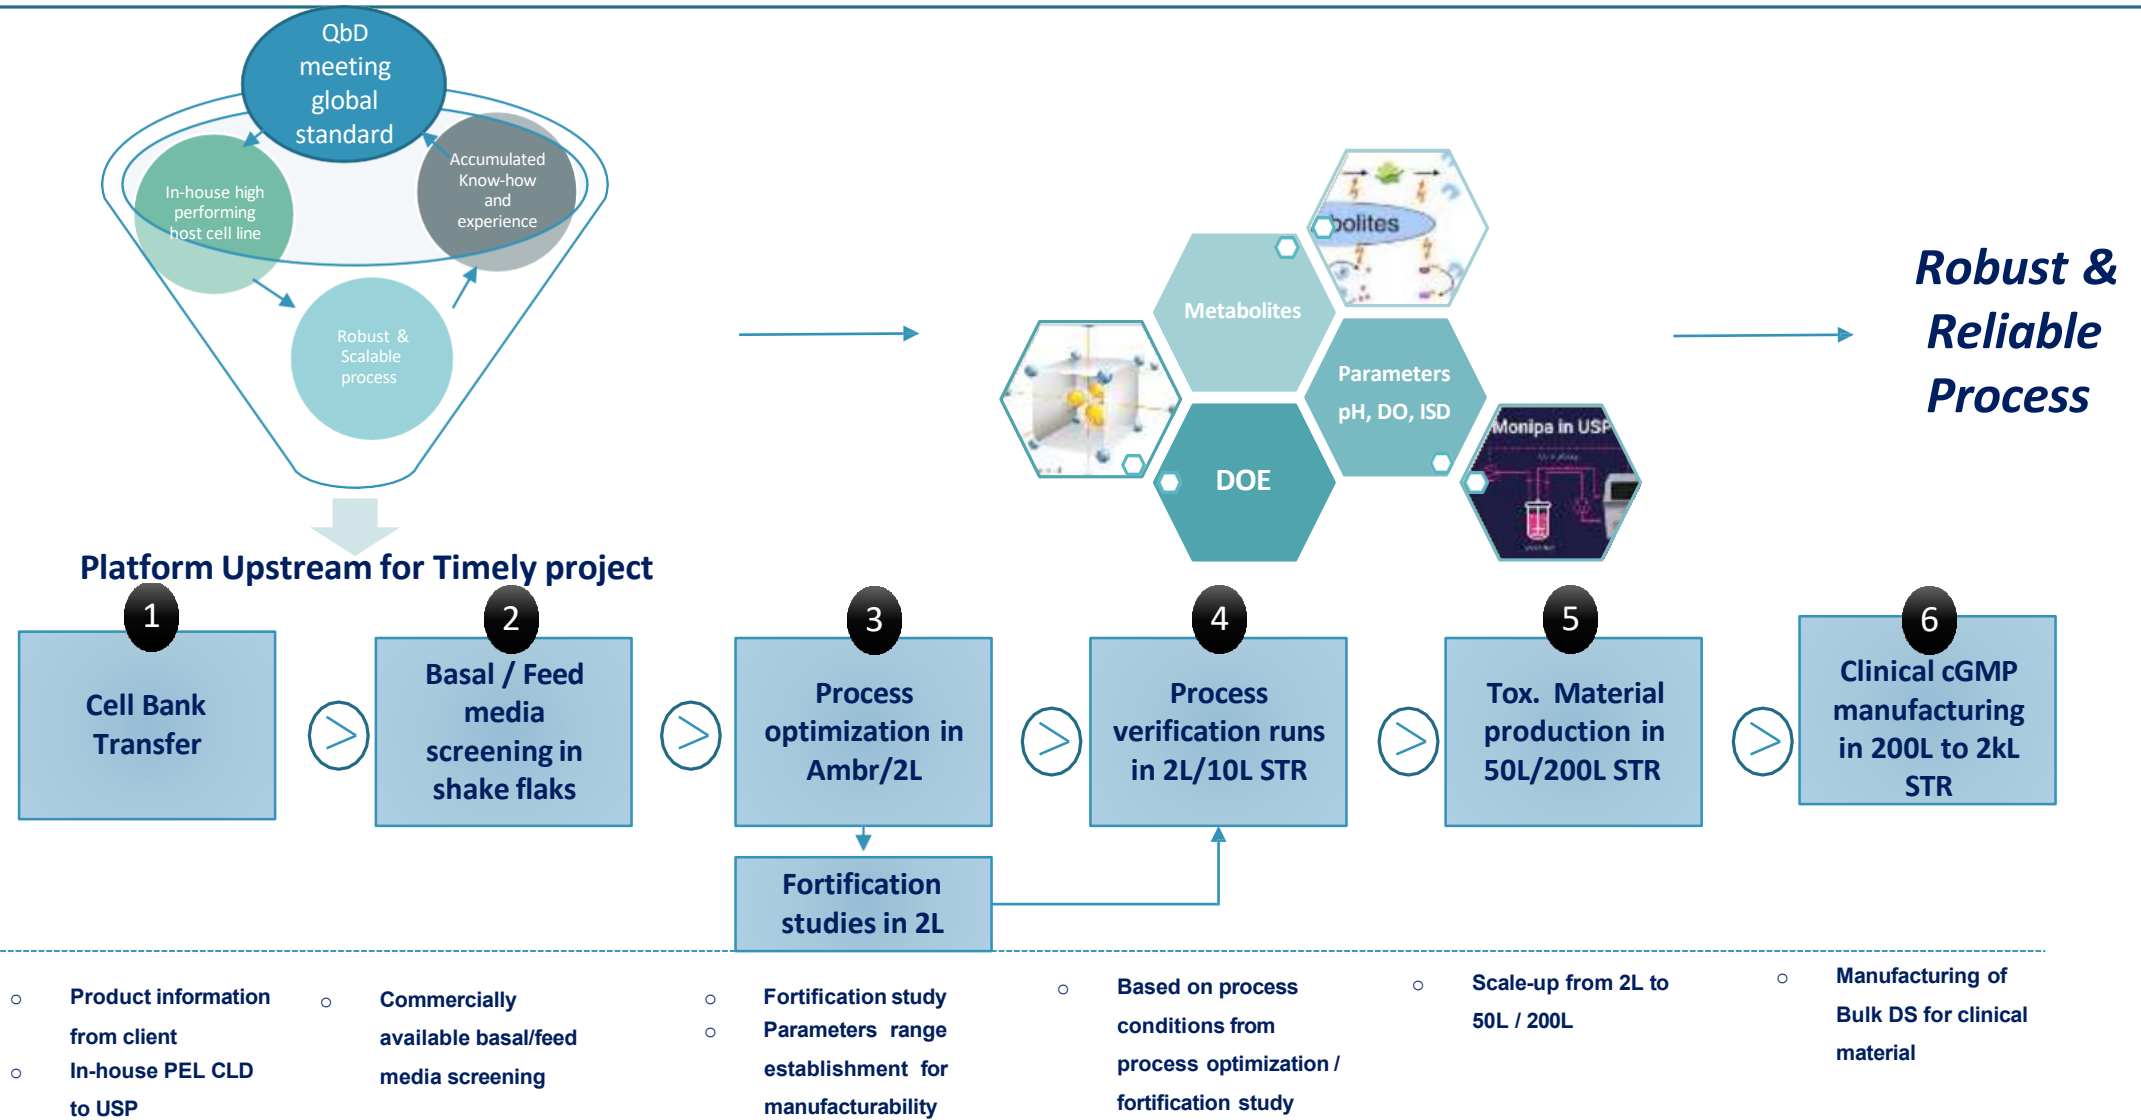 QbD
meeting
global
standard
In-house high
performing
host cell line
Accumulated
Know-how
and
experience
Robust &
Scalable
process
Platform Upstream for Timely project
bolites
Metabolites
Parameters
pH, DO, ISD
DOE
Monipa in USP
Robust &
Reliable
Process
1
Cell Bank
Transfer
2
Basal / Feed
media
screening in
shake flaks
3
Process
optimization in
Ambr/2L
Fortification
studies in 2L
4
Process
verification runs
in 2L/10L STR
5
Tox. Material
production in
50L/200L STR
6
Clinical cGMP
manufacturing
in 200L to 2kL
STR
○ Product information
from client
○ In-house PEL CLD
to USP
○ Commercially
available basal/feed
media screening
○ Fortification study
○ Parameters range
establishment for
manufacturability
○ Based on process
conditions from
process optimization /
fortification study
○ Scale-up from 2L to
50L / 200L
○ Manufacturing of
Bulk DS for clinical
material